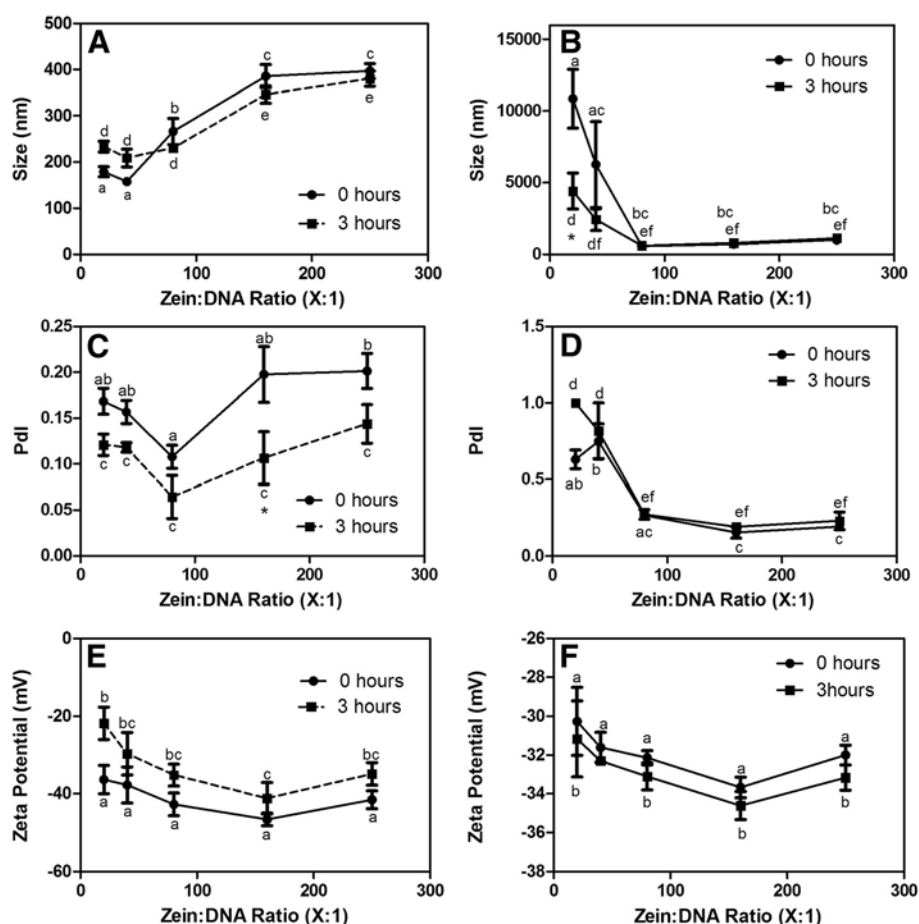 A
Size (nm)
500
400
300
200
100
0
c
c
b
d
d
d
e
e
a
a
0 hours
3 hours
0
100
200
300
Zein:DNA Ratio (X:1)
B
Size (nm)
15000
10000
5000
0
a
ac
d
*
df
bc
ef
bc
ef
bc
ef
0 hours
3 hours
0
100
200
300
Zein:DNA Ratio (X:1)
C
PdI
0.25
0.20
0.15
0.10
0.05
0.00
ab
ab
a
ab
b
c
c
c
c
*
c
0 hours
3 hours
0
100
200
300
Zein:DNA Ratio (X:1)
D
PdI
1.5
1.0
0.5
0.0
d
d
ab
b
ef
ac
ef
c
ef
c
0 hours
3 hours
0
100
200
300
Zein:DNA Ratio (X:1)
E
Zeta Potential (mV)
0
-20
-40
-60
b
bc
bc
c
bc
a
a
a
a
a
0 hours
3 hours
0
100
200
300
Zein:DNA Ratio (X:1)
F
Zeta Potential (mV)
-26
-28
-30
-32
-34
-36
-38
a
a
a
a
a
b
b
b
b
0 hours
3hours
0
100
200
300
Zein:DNA Ratio (X:1)